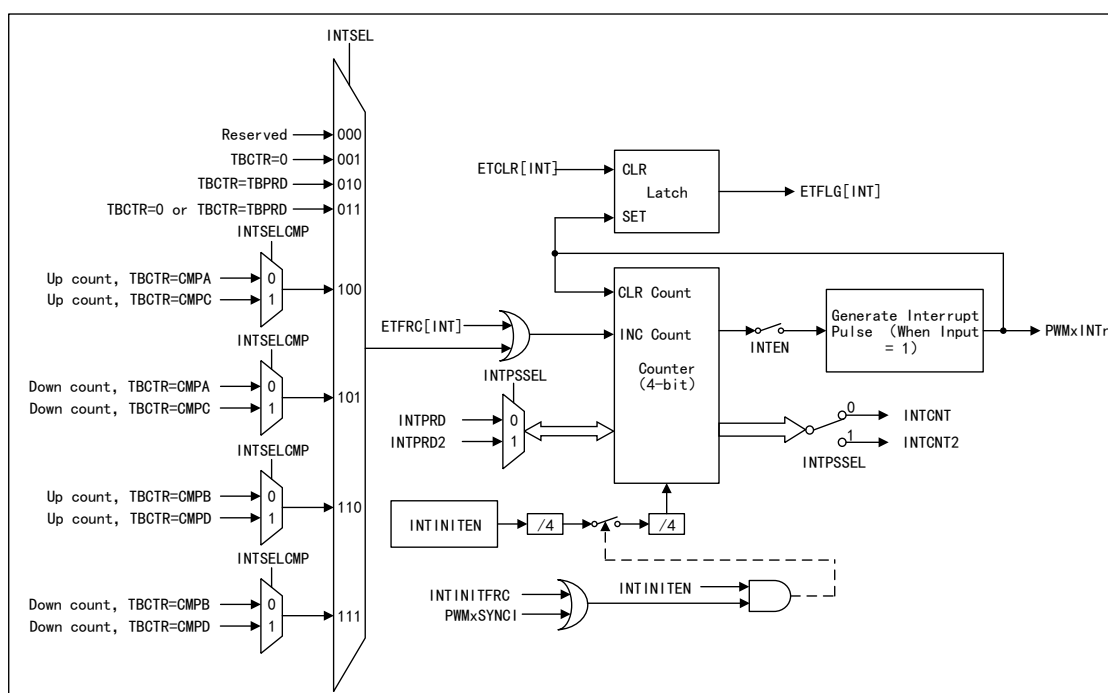 INTSEL
Reserved
000
TBCTR=0
001
TBCTR=TBPRD
010
TBCTR=0 or TBCTR=TBPRD
011
INTSELCMP
Up count, TBCTR=CMPA
0
Up count, TBCTR=CMPC
1
100
INTSELCMP
Down count, TBCTR=CMPA
0
Down count, TBCTR=CMPC
1
101
INTSELCMP
Up count, TBCTR=CMPB
0
Up count, TBCTR=CMPD
1
110
INTSELCMP
Down count, TBCTR=CMPB
0
Down count, TBCTR=CMPD
1
111
ETCLR[INT]
CLR
Latch
SET
ETFLG[INT]
ETFRC[INT]
CLR Count
INC Count
Counter
(4-bit)
INTEN
Generate Interrupt
Pulse (When Input
= 1)
PWMxINTn
INTPSSEL
INTPRD
0
INTPRD2
1
0
INTCNT
1
INTCNT2
INTPSSEL
INTINITEN
/4
/4
INTINITFRC
PWMxSYNCI
INTINITEN